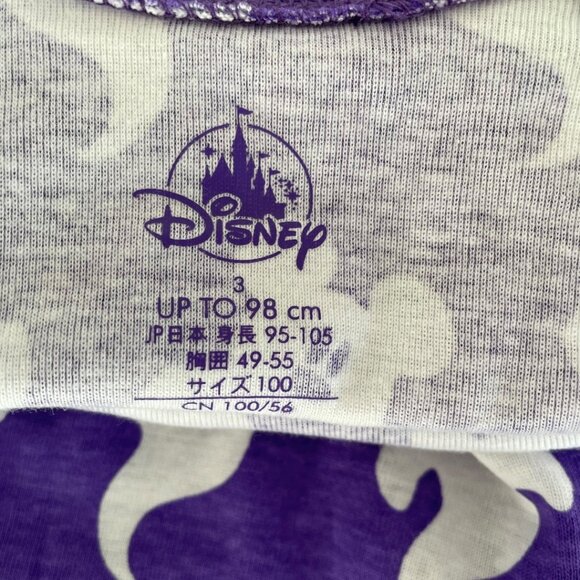 Disney
3
UP TO 98 cm
JP日本 身長 95-105
胸囲 49-55
サイズ 100
CN 100/56